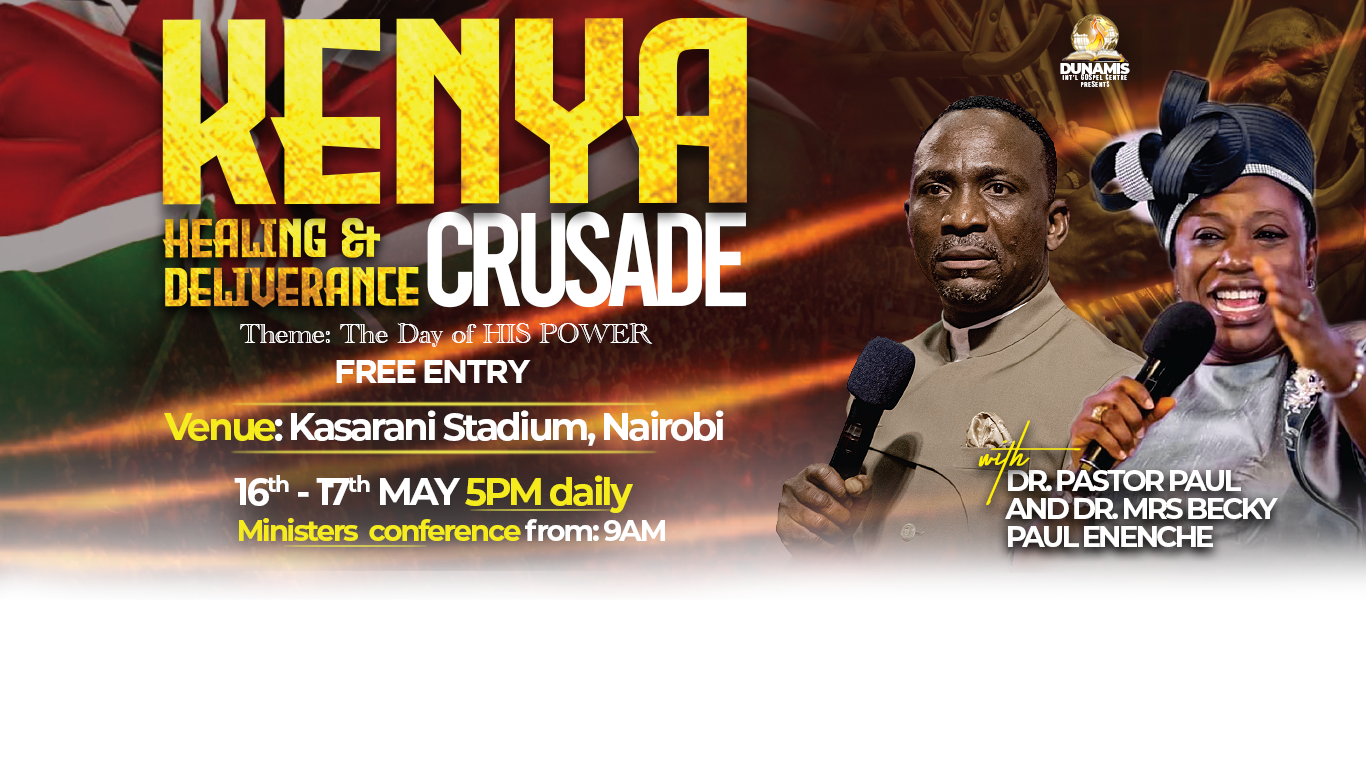 KENYA
HEALING &
DELIVERANCE
CRUSADE
Theme: The Day of HIS POWER
FREE ENTRY
Venue: Kasarani Stadium, Nairobi
16th - 17th MAY 5PM daily
Ministers conference from: 9AM
DUNAMIS
INT'L GOSPEL CENTRE
PRESENTS
with
DR. PASTOR PAUL
AND DR. MRS BECKY
PAUL ENENCHE